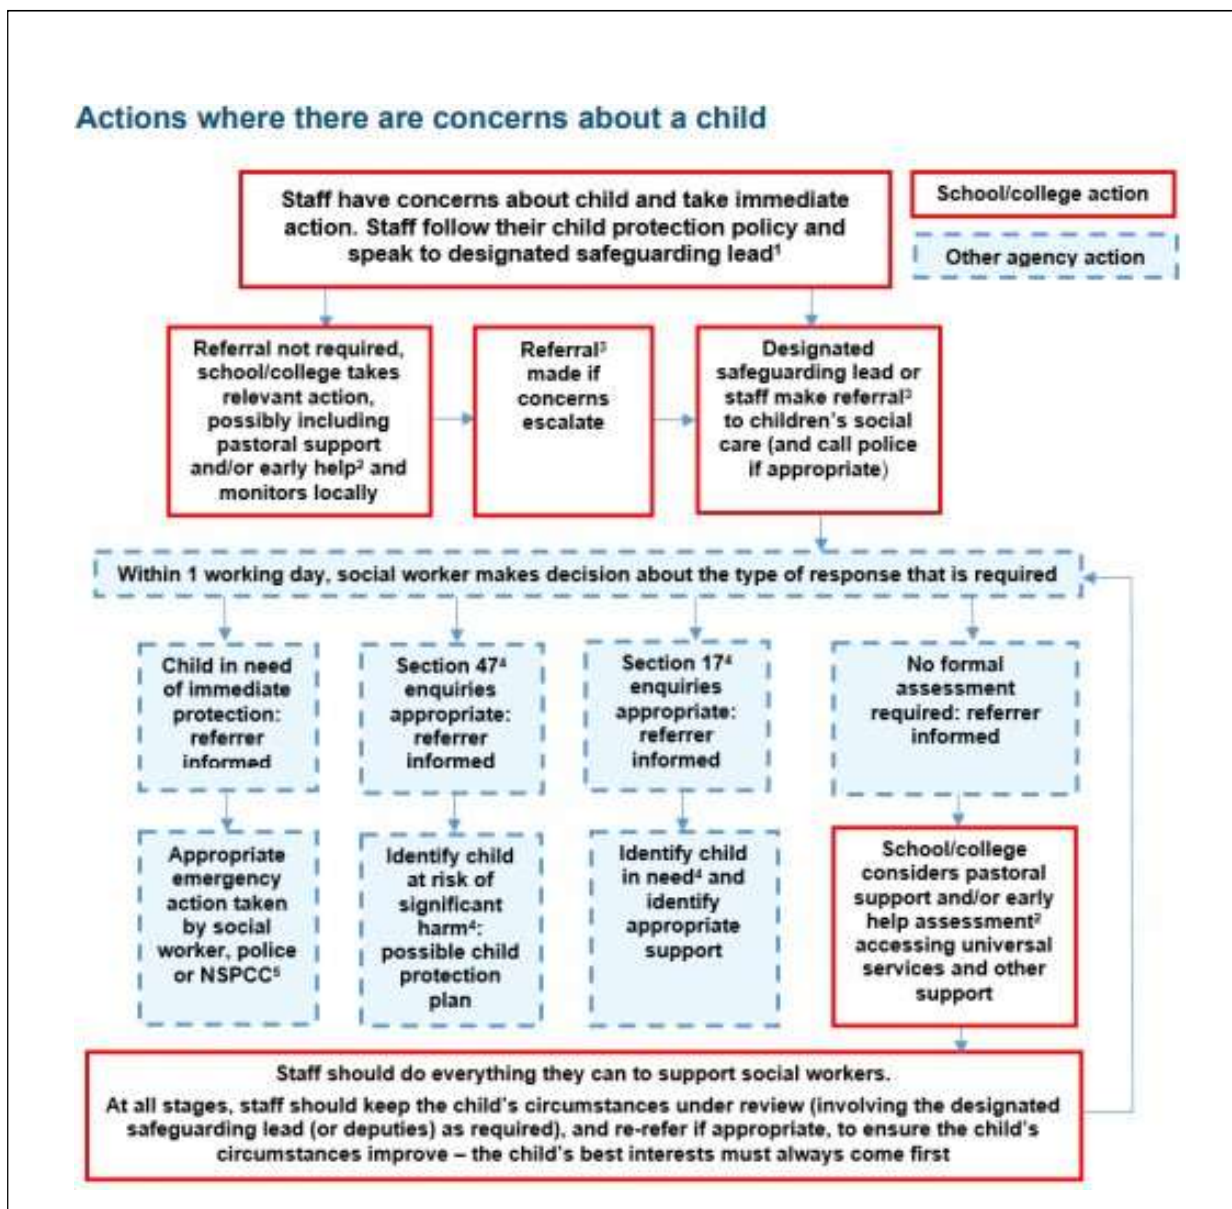 Actions where there are concerns about a child
Staff have concerns about child and take immediate
action. Staff follow their child protection policy and
speak to designated safeguarding lead¹
School/college action
Other agency action
Referral not required,
school/college takes
relevant action,
possibly including
pastoral support
and/or early help² and
monitors locally
Referral³
made if
concerns
escalate
Designated
safeguarding lead or
staff make referral³
to children's social
care (and call police
if appropriate)
Within 1 working day, social worker makes decision about the type of response that is required
Child in need
of immediate
protection:
referrer
informed
Section 47⁴
enquiries
appropriate:
referrer
informed
Section 17⁴
enquiries
appropriate:
referrer
informed
No formal
assessment
required: referrer
informed
Appropriate
emergency
action taken
by social
worker, police
or NSPCC⁵
Identify child
at risk of
significant
harm⁴:
possible child
protection
plan
Identify child
in need⁴ and
identify
appropriate
support
School/college
considers pastoral
support and/or early
help assessment²
accessing universal
services and other
support
Staff should do everything they can to support social workers.
At all stages, staff should keep the child's circumstances under review (involving the designated
safeguarding lead (or deputies) as required), and re-refer if appropriate, to ensure the child's
circumstances improve – the child's best interests must always come first